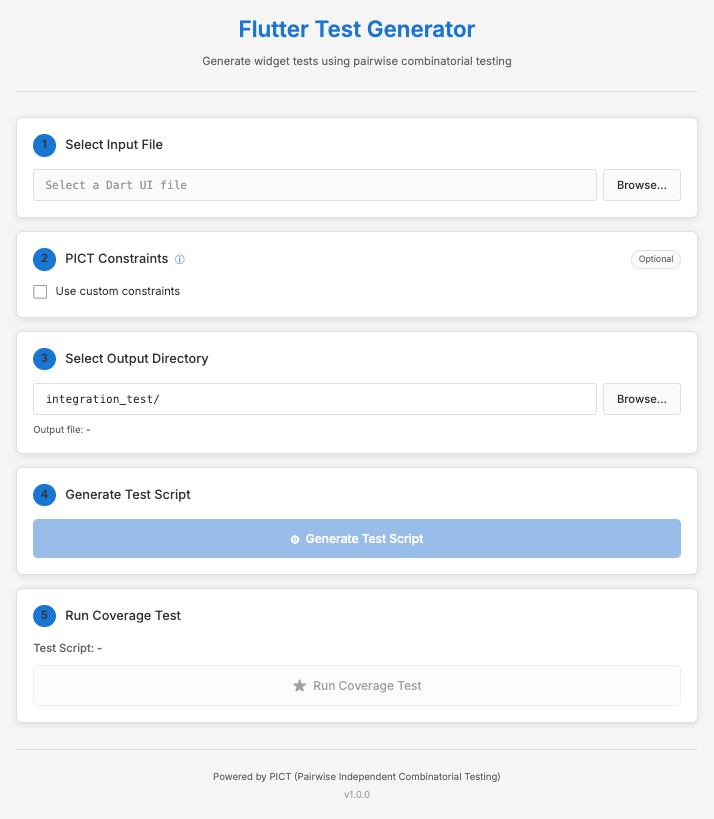 Flutter Test Generator
Generate widget tests using pairwise combinatorial testing
1 Select Input File
Select a Dart UI file Browse...
2 PICT Constraints ⓘ Optional
Use custom constraints
3 Select Output Directory
integration_test/ Browse...
Output file: -
4 Generate Test Script
⚙ Generate Test Script
5 Run Coverage Test
Test Script: -
★ Run Coverage Test
Powered by PICT (Pairwise Independent Combinatorial Testing)
v1.0.0